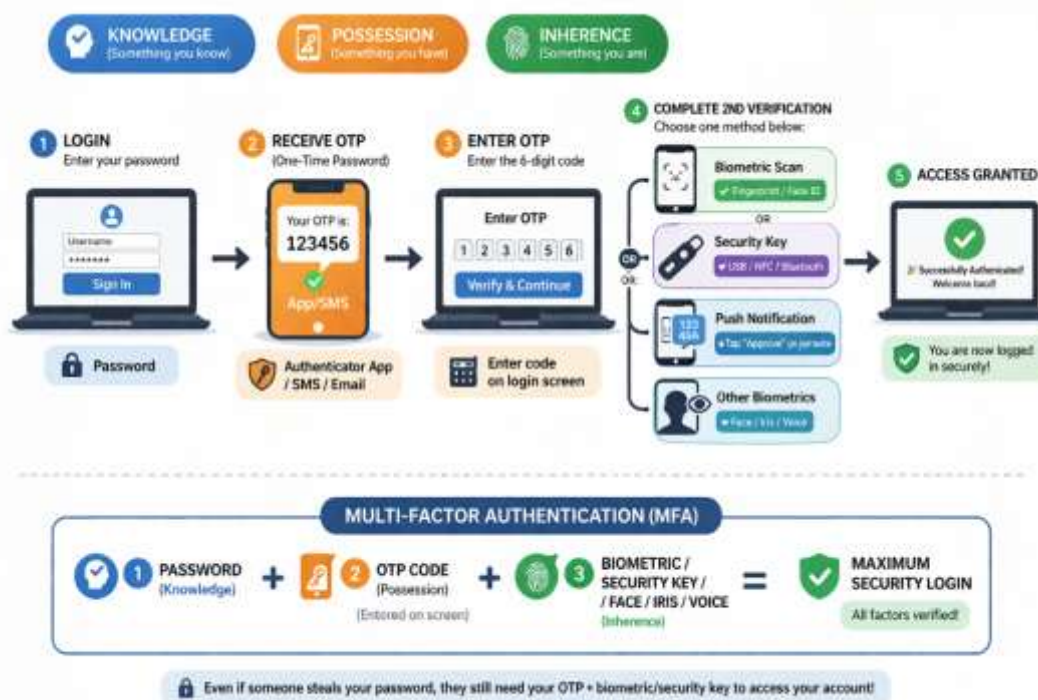 KNOWLEDGE
(Something you know)
POSSESSION
(Something you have)
INHERENCE
(Something you are)
1 LOGIN
Enter your password
Username
*******
Sign In
Password
2 RECEIVE OTP
(One-Time Password)
Your OTP is:
123456
App/SMS
Authenticator App
/ SMS / Email
3 ENTER OTP
Enter the 6-digit code
Enter OTP
1 2 3 4 5 6
Verify & Continue
Enter code
on login screen
4 COMPLETE 2ND VERIFICATION
Choose one method below:
OR
OR:
Biometric Scan
Fingerprint / Face ID
OR
Security Key
USB / NFC / Bluetooth
Push Notification
123
Tap "Approve"
Other Biometrics
Face / Iris / Voice
5 ACCESS GRANTED
Successfully Authenticated!
Welcome back!
You are now logged
in securely!
MULTI-FACTOR AUTHENTICATION (MFA)
1 PASSWORD
(Knowledge)
+
2 OTP CODE
(Possession)
(Entered on screen)
+
3 BIOMETRIC /
SECURITY KEY /
/ FACE / IRIS / VOICE
(Inherence)
=
MAXIMUM
SECURITY LOGIN
All factors verified!
Even if someone steals your password, they still need your OTP + biometric/security key to access your account!